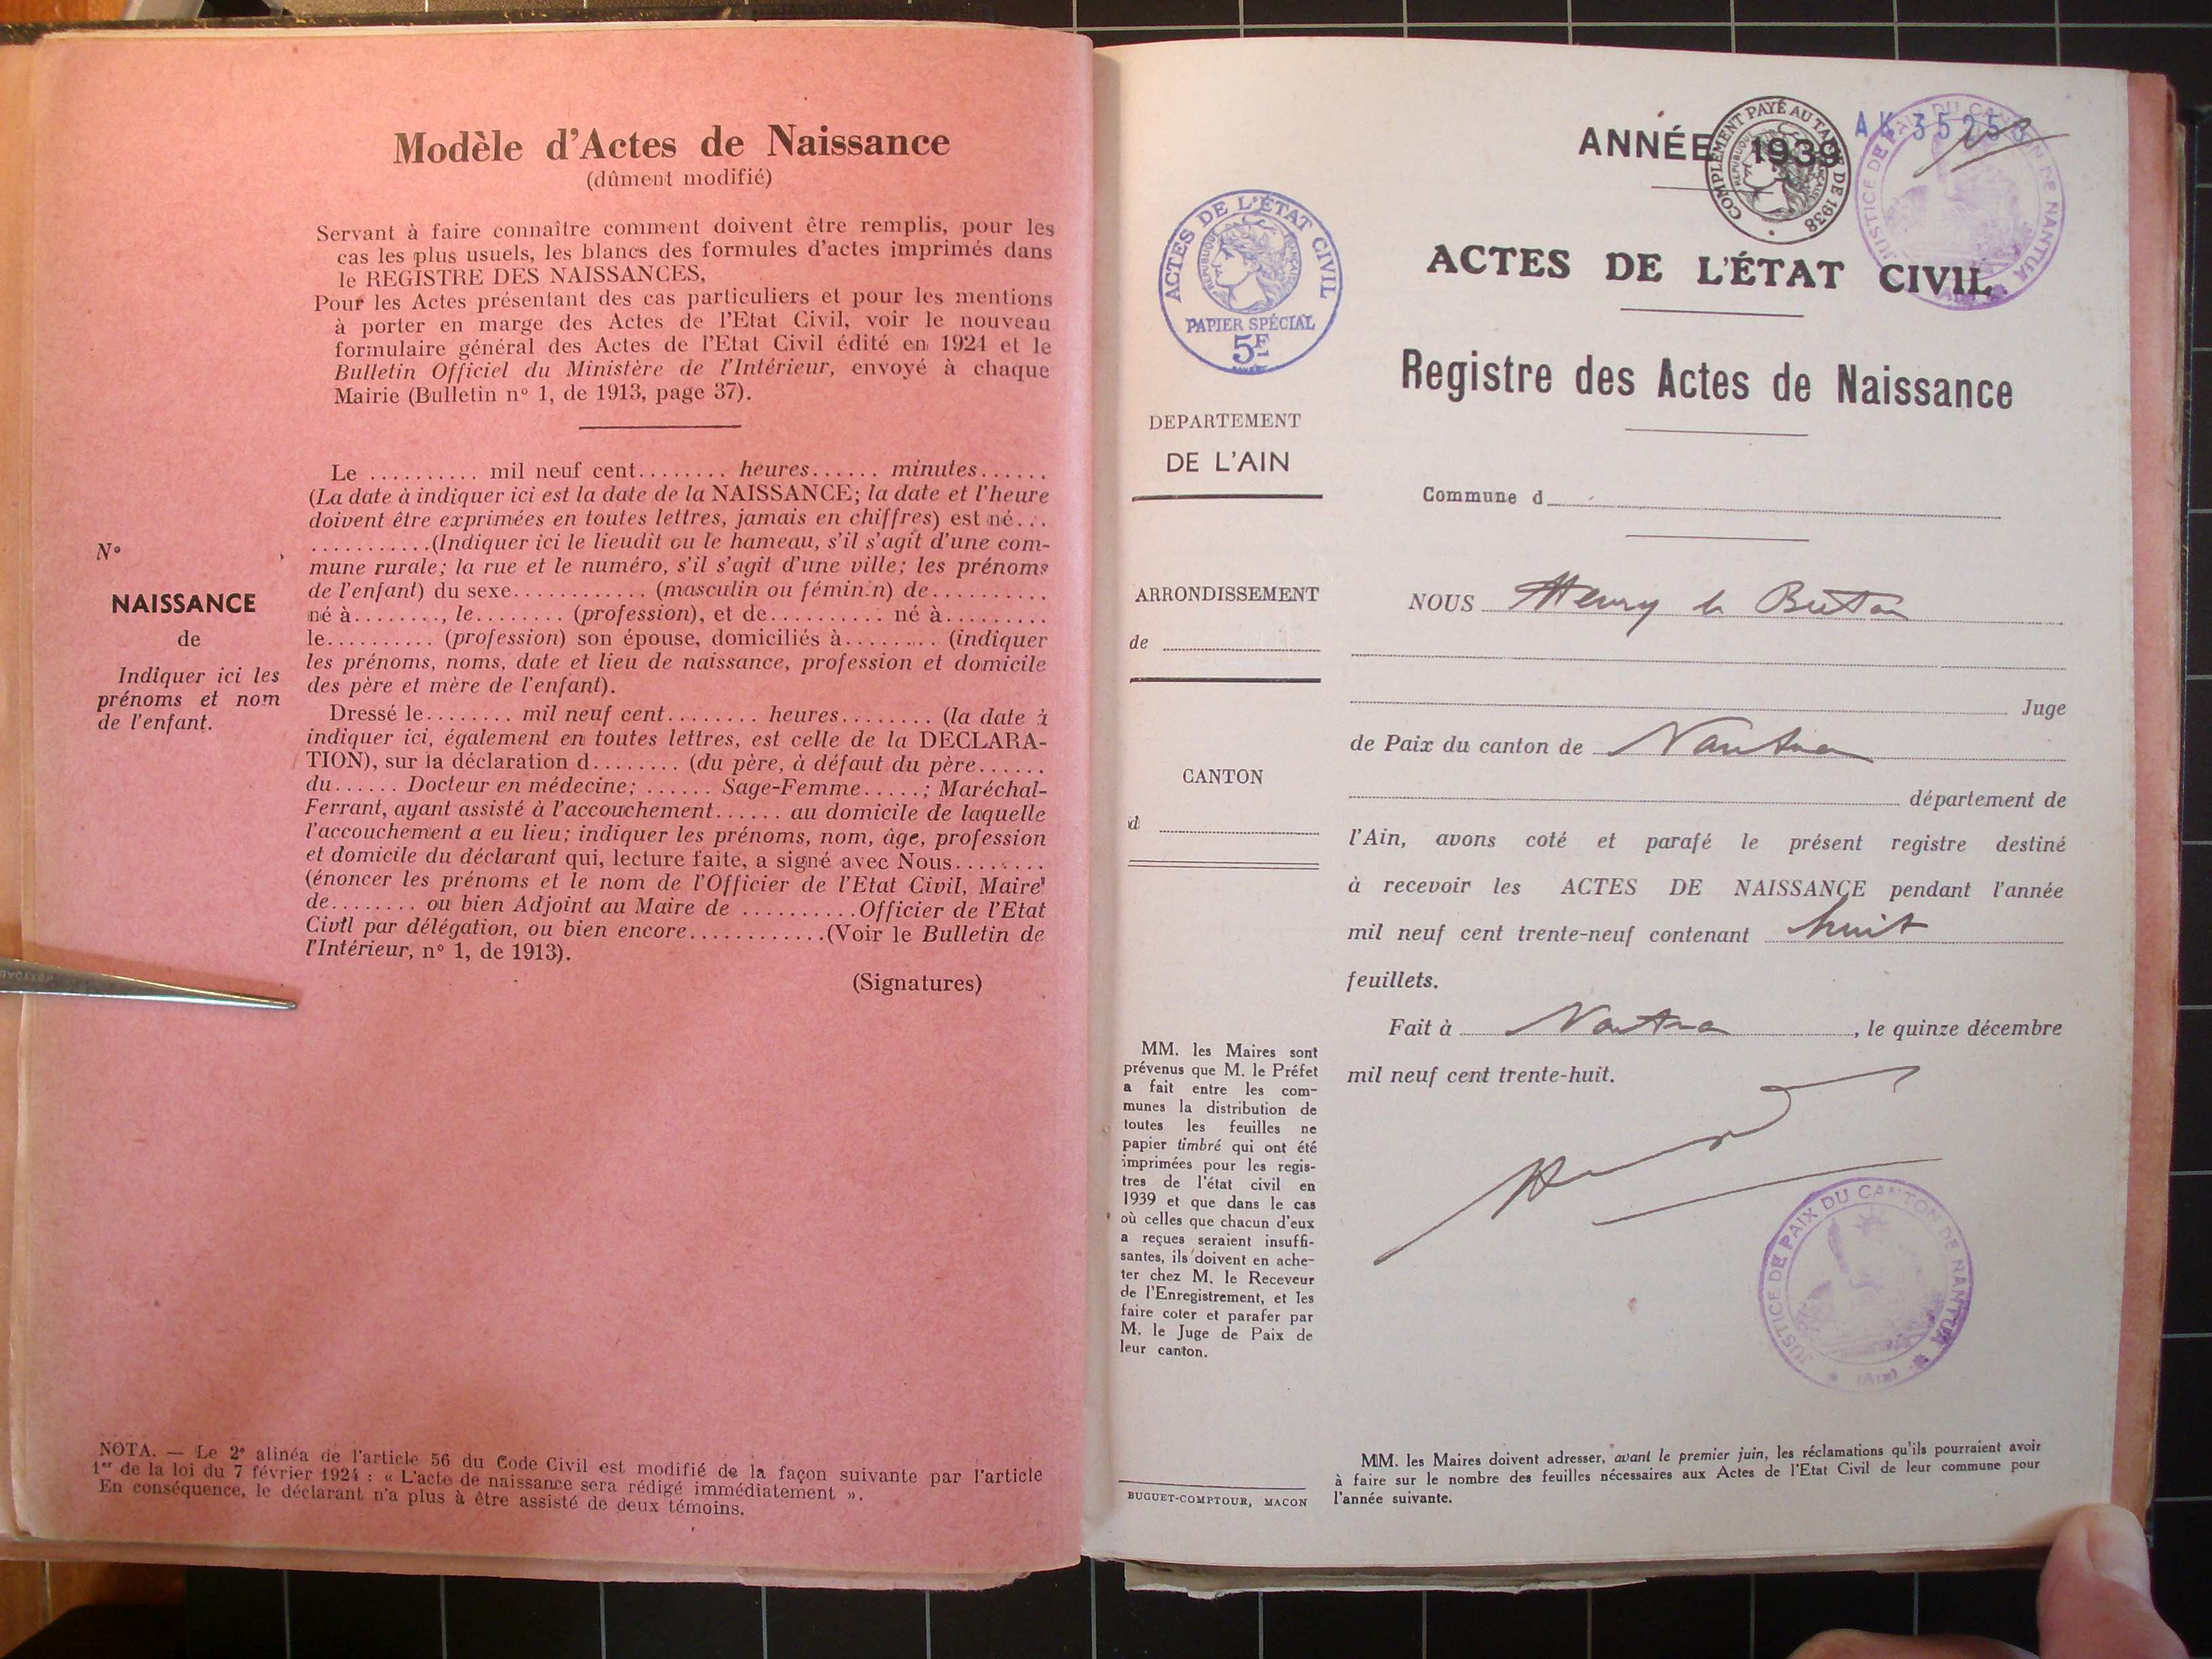 Modèle d'Actes de Naissance
(dûment modifié)
Servant à faire connaître comment doivent être remplis, pour les
cas les plus usuels, les blancs des formules d'actes imprimés dans
le REGISTRE DES NAISSANCES,
Pour les Actes présentant des cas particuliers et pour les mentions
à porter en marge des Actes de l'Etat Civil, voir le nouveau
formulaire général des Actes de l'Etat Civil édité en 1924 et le
Bulletin Officiel du Ministère de l'Intérieur, envoyé à chaque
Mairie (Bulletin nº 1, de 1913, page 37).
Nº
NAISSANCE
de
Indiquer ici les
prénoms et nom
de l'enfant.
Le .......... mil neuf cent........ heures...... minutes......
(La date à indiquer ici est la date de la NAISSANCE; la date et l'heure
doivent être exprimées en toutes lettres, jamais en chiffres) est né...
...........(Indiquer ici le lieudit ou le hameau, s'il s'agit d'une com-
mune rurale; la rue et le numéro, s'il s'agit d'une ville; les prénoms
de l'enfant) du sexe............ (masculin ou féminin) de..........
né à........, le........ (profession), et de.......... né à.........
le.......... (profession) son épouse, domiciliés à........ (indiquer
les prénoms, noms, date et lieu de naissance, profession et domicile
des père et mère de l'enfant).
Dressé le........ mil neuf cent........ heures........ (la date à
indiquer ici, également en toutes lettres, est celle de la DECLARA-
TION), sur la déclaration d........ (du père, à défaut du père......
du...... Docteur en médecine; ...... Sage-Femme.....; Maréchal-
Ferrant, ayant assisté à l'accouchement...... au domicile de laquelle
l'accouchement a eu lieu; indiquer les prénoms, nom, âge, profession
et domicile du déclarant qui, lecture faite, a signé avec Nous........
(énoncer les prénoms et le nom de l'Officier de l'Etat Civil, Maire
de........ ou bien Adjoint au Maire de ..........Officier de l'Etat
Civil par délégation, ou bien encore............(Voir le Bulletin de
l'Intérieur, nº 1, de 1913).
(Signatures)
NOTA. — Le 2e alinéa de l'article 56 du Code Civil est modifié de la façon suivante par l'article
1er de la loi du 7 février 1924 : « L'acte de naissance sera rédigé immédiatement ».
En conséquence, le déclarant n'a plus à être assisté de deux témoins.
ANNÉE 1939
COMPLÉMENT PAYÉ AU TARIF DE 1938
RÉPUBLIQUE FRANÇAISE
JUSTICE DE PAIX DU CANTON DE NANTUA
ACTES DE L'ÉTAT CIVIL
RÉPUBLIQUE FRANÇAISE
PAPIER SPÉCIAL
5F
ACTES DE L'ÉTAT CIVIL
Registre des Actes de Naissance
DEPARTEMENT
DE L'AIN
Commune d
ARRONDISSEMENT
de
CANTON
d
NOUS Henry le Breton
Juge
de Paix du canton de Nantua
département de
l'Ain, avons coté et parafé le présent registre destiné
à recevoir les ACTES DE NAISSANCE pendant l'année
mil neuf cent trente-neuf contenant huit
feuillets.
Fait à Nantua, le quinze décembre
mil neuf cent trente-huit.
JUSTICE DE PAIX DU CANTON DE NANTUA
(Ain)
MM. les Maires sont
prévenus que M. le Préfet
a fait entre les com-
munes la distribution de
toutes les feuilles ne
papier timbré qui ont été
imprimées pour les regis-
tres de l'état civil en
1939 et que dans le cas
où celles que chacun d'eux
a reçues seraient insuffi-
santes, ils doivent en ache-
ter chez M. le Receveur
de l'Enregistrement, et les
faire coter et parafer par
M. le Juge de Paix de
leur canton.
BUGUET-COMPTOUR, MACON
MM. les Maires doivent adresser, avant le premier juin, les réclamations qu'ils pourraient avoir
à faire sur le nombre des feuilles nécessaires aux Actes de l'Etat Civil de leur commune pour
l'année suivante.